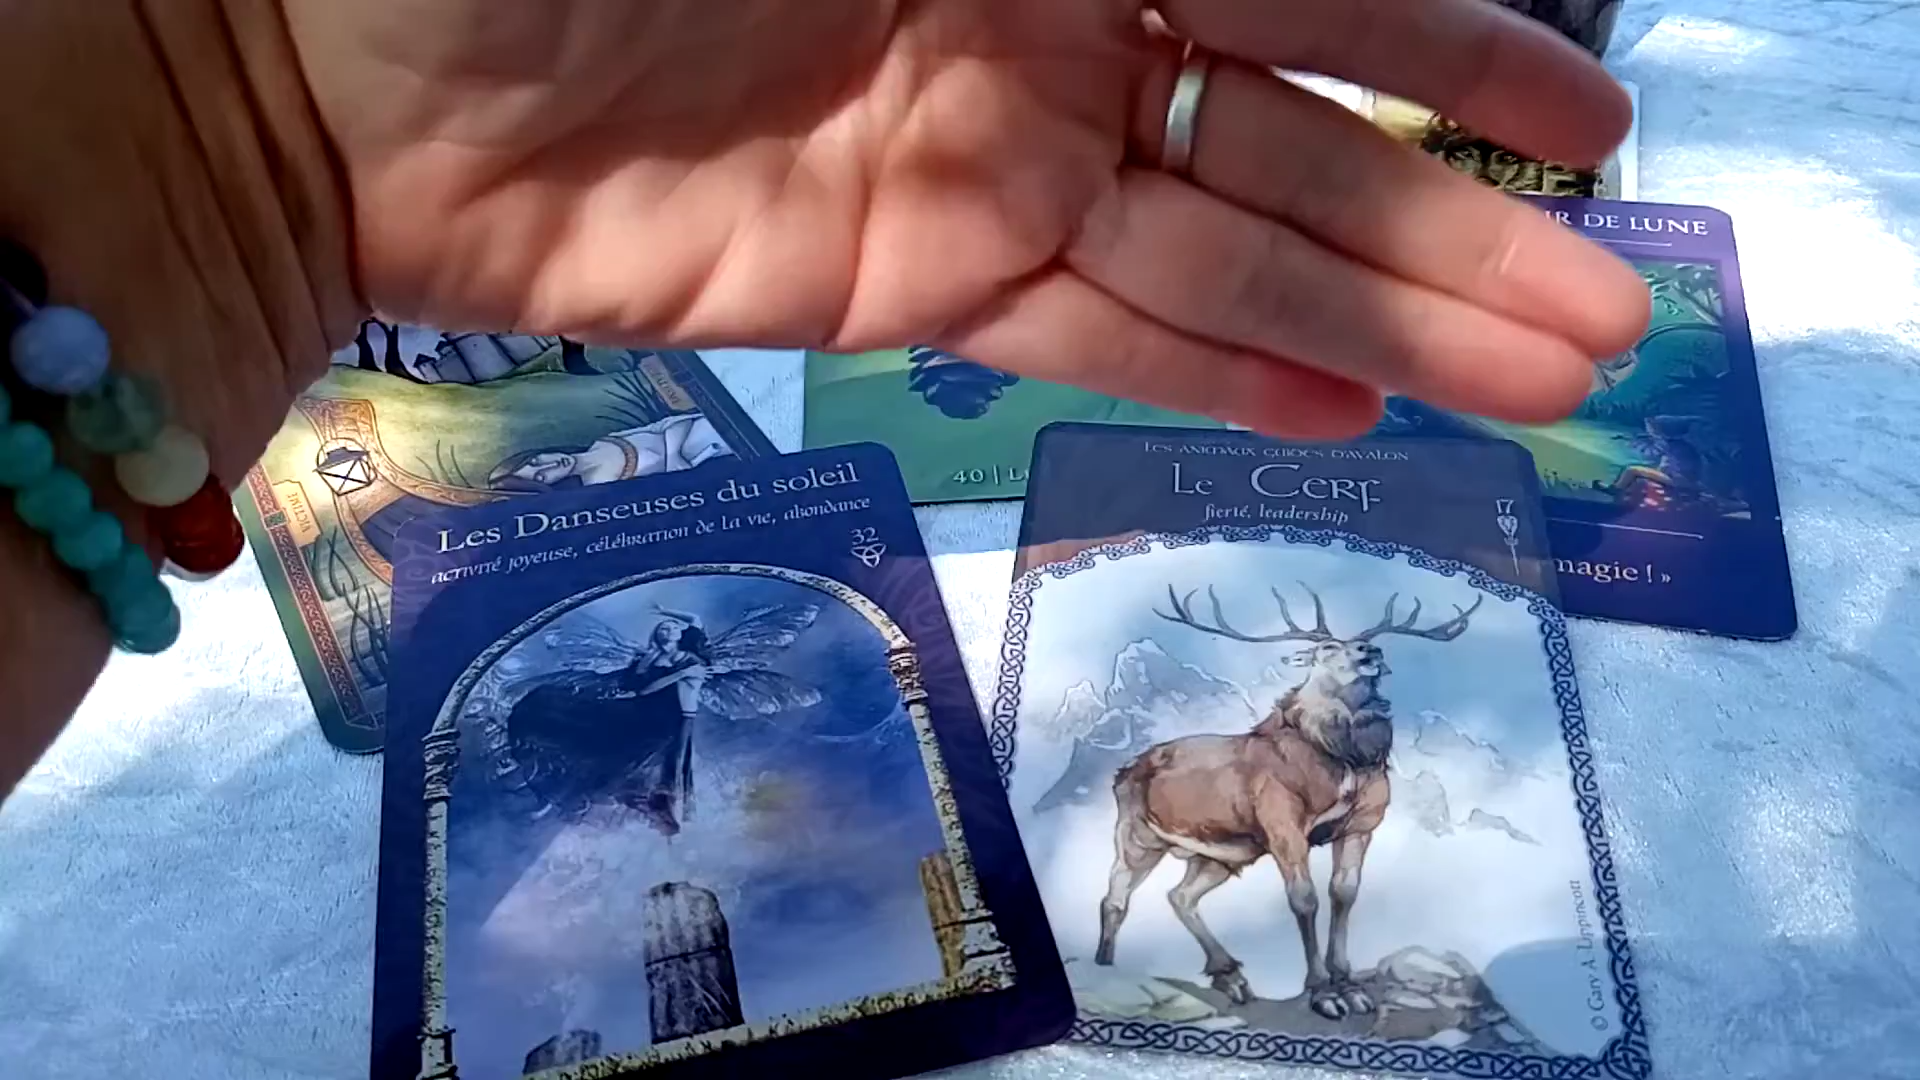 DE LUNE
VICTIME
40 |
magie ! »
Les Danseuses du soleil
activité joyeuse, célébration de la vie, abondance
32
Les animaux guides d'Avalon
Le Cerf
fierté, leadership
17
© Gary A. Lippincott